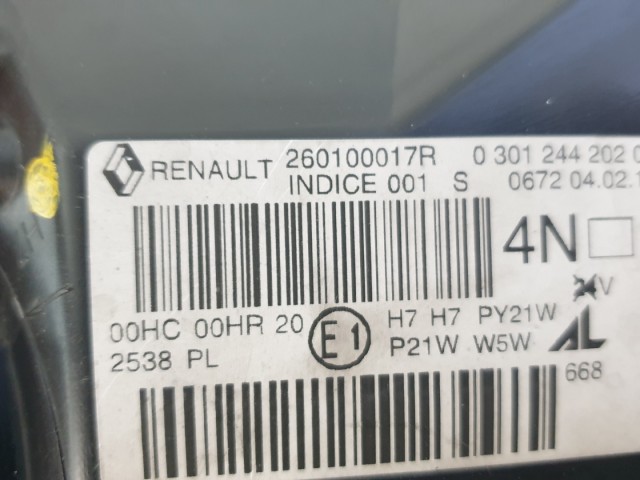 RENAULT 260100017R 0 301 244 202 0
INDICE 001 S 0672 04.02.1
4N
V
00HC 00HR 20 E1 H7 H7 PY21W
2538 PL P21W W5W AL
668